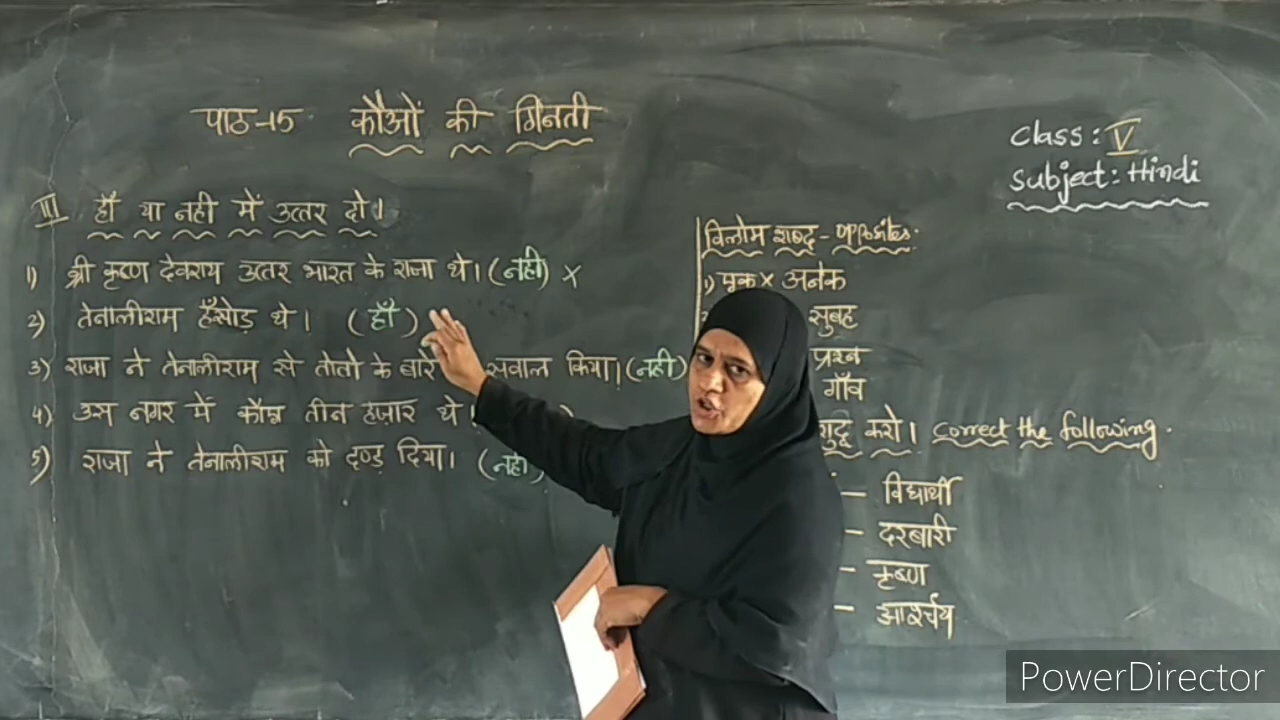 पाठ-15 कौओं की गिनती
Class: V
Subject: Hindi
III हाँ या नही में उत्तर दो।
1) श्री कृष्ण देवराय उत्तर भारत के राजा थे। (नही) ×
2) तेनालीराम हँसोड़ थे। (हाँ)
3) राजा ने तेनालीराम से तोतो के बारे सवाल किया। (नही)
4) उस नगर में कौए तीन हज़ार थे।
5) राजा ने तेनालीराम को दण्ड़ दिया। (नही)
विलोम शब्द - opposites.
1) एक × अनेक
सुबह
प्रश्न
गाँव
करो। correct the following.
— विद्यार्थी
— दरबारी
— कृष्ण
— आश्चर्य
PowerDirector